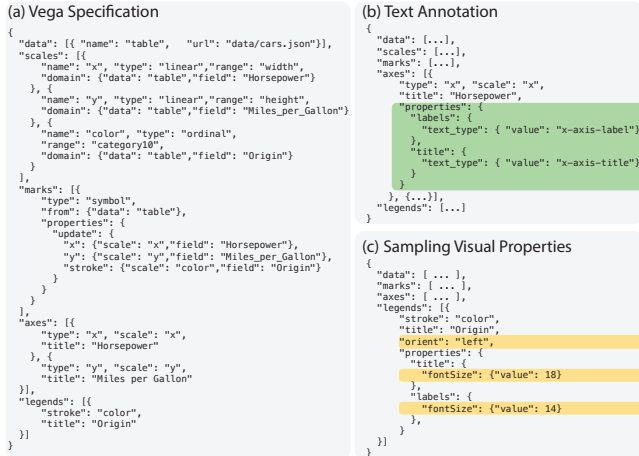 (a) Vega Specification
{
  "data": [{ "name": "table",   "url": "data/cars.json"}],
  "scales": [{
      "name": "x", "type": "linear","range": "width",
      "domain": {"data": "table","field": "Horsepower"}
    }, {
      "name": "y", "type": "linear","range": "height",
      "domain": {"data": "table","field": "Miles_per_Gallon"}
    }, {
      "name": "color", "type": "ordinal",
      "range": "category10",
      "domain": {"data": "table","field": "Origin"}
    }
  ],
  "marks": [{
      "type": "symbol",
      "from": {"data": "table"},
      "properties": {
        "update": {
          "x": {"scale": "x","field": "Horsepower"},
          "y": {"scale": "y","field": "Miles_per_Gallon"},
          "stroke": {"scale": "color","field": "Origin"}
        }
      }
    }
  ],
  "axes": [{
      "type": "x", "scale": "x",
      "title": "Horsepower"
    }, {
      "type": "y", "scale": "y",
      "title": "Miles per Gallon"
  }],
  "legends": [{
      "stroke": "color",
      "title": "Origin"
  }]
}
(b) Text Annotation
{
  "data": [...],
  "scales": [...],
  "marks": [...],
  "axes": [{
      "type": "x", "scale": "x",
      "title": "Horsepower",
      "properties": {
        "labels": {
          "text_type": { "value": "x-axis-label"}
        },
        "title": {
          "text_type": { "value": "x-axis-title"}
        }
      }
    }, {...}],
  "legends": [...]
}
(c) Sampling Visual Properties
{
  "data": [ ... ],
  "marks": [ ... ],
  "axes": [ ... ],
  "legends": [{
      "stroke": "color",
      "title": "Origin",
      "orient": "left",
      "properties": {
        "title": {
          "fontSize": {"value": 18}
        },
        "labels": {
          "fontSize": {"value": 14}
        },
      }
  }]
}